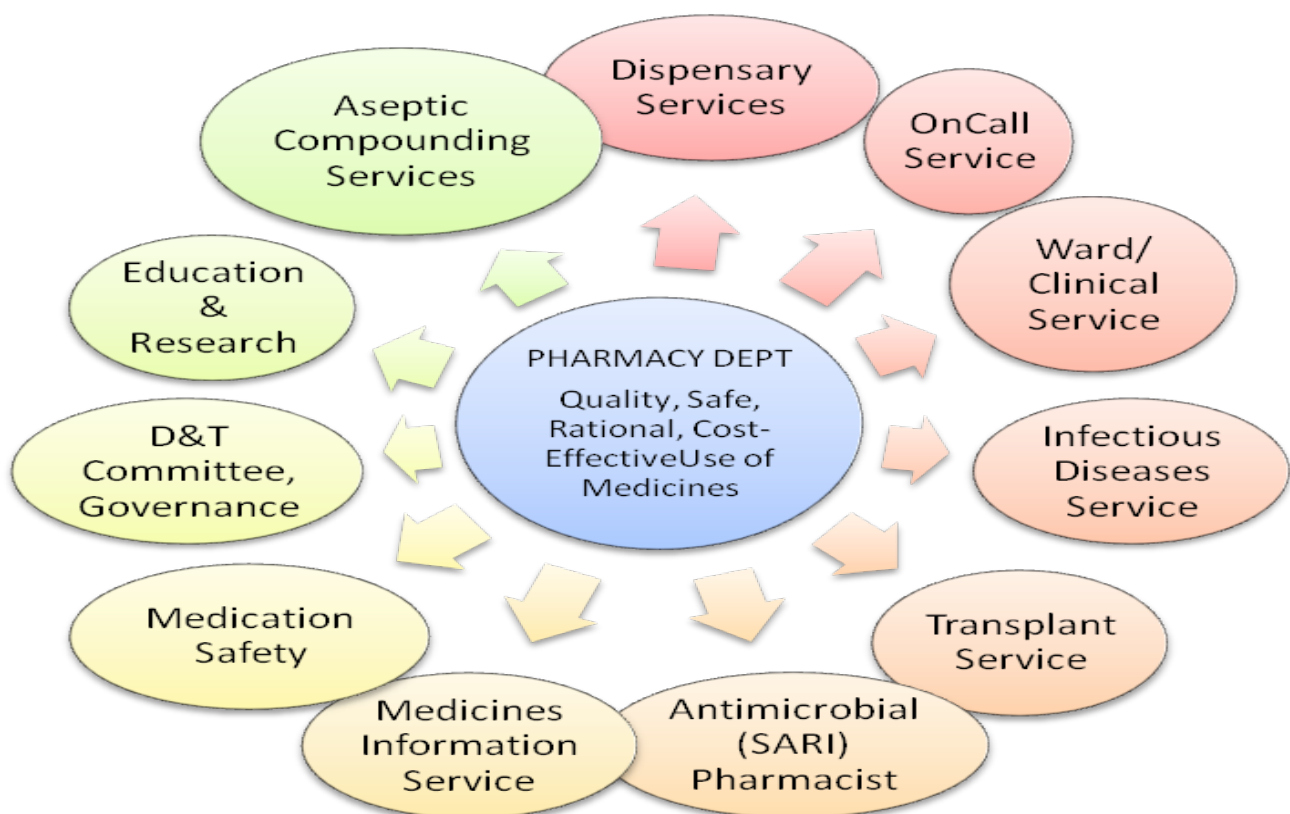 Dispensary
Services
OnCall
Service
Ward/
Clinical
Service
Infectious
Diseases
Service
Transplant
Service
Antimicrobial
(SARI)
Pharmacist
Medicines
Information
Service
Medication
Safety
D&T
Committee,
Governance
Education
&
Research
Aseptic
Compounding
Services
PHARMACY DEPT
Quality, Safe,
Rational, Cost-
EffectiveUse of
Medicines